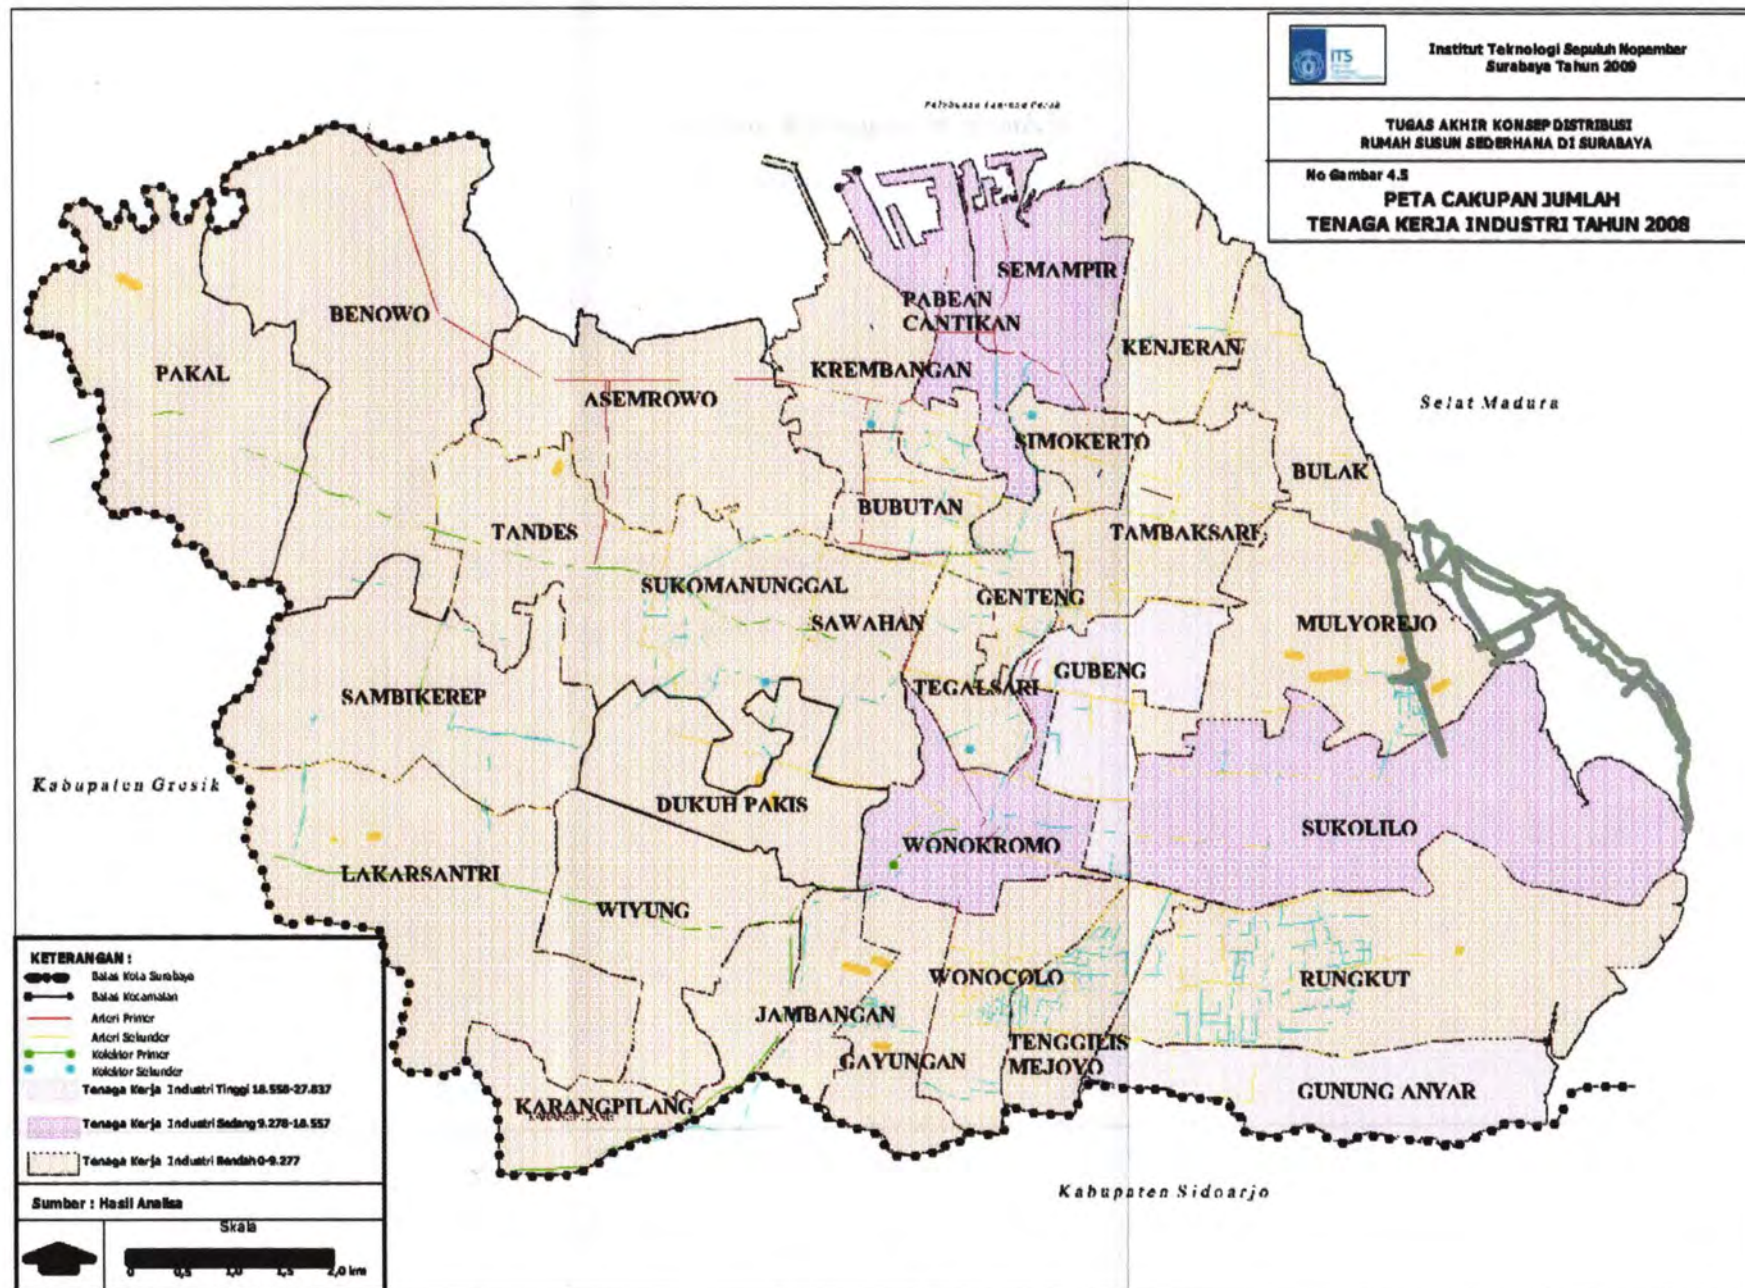 ITS
Institut Teknologi Sepuluh Nopember
Surabaya Tahun 2009
TUGAS AKHIR KONSEP DISTRIBUSI
RUMAH SUSUN SEDERHANA DI SURABAYA
No Gambar 4.5
PETA CAKUPAN JUMLAH
TENAGA KERJA INDUSTRI TAHUN 2008
SEMAMPIR
PABEAN
CANTIKAN
BENOWO
KENJERAN
PAKAL
KREMBANGAN
ASEMROWO
Selat Madura
SIMOKERTO
BULAK
BUBUTAN
TANDES
TAMBAKSARI
SUKOMANUNGGAL
GENTENG
SAWAHAN
MULYOREJO
GUBENG
SAMBIKEREP
TEGALSARI
Kabupaten Gresik
DUKUH PAKIS
SUKOLILO
WONOKROMO
LAKARSANTRI
WIYUNG
WONOCOLO
RUNGKUT
JAMBANGAN
TENGGILIS
MEJOYO
GAYUNGAN
GUNUNG ANYAR
KARANGPILANG
KARANGPILANG
Kabupaten Sidoarjo
KETERANGAN :
Batas Kota Surabaya
Batas Kecamatan
Arteri Primer
Arteri Sekunder
Kolektor Primer
Kolektor Sekunder
Tenaga Kerja Industri Tinggi 18.558-27.837
Tenaga Kerja Industri Sedang 9.278-18.557
Tenaga Kerja Industri Rendah 0-9.277
Sumber : Hasil Analisa
Skala
0 0,5 1,0 1,5 2,0 km